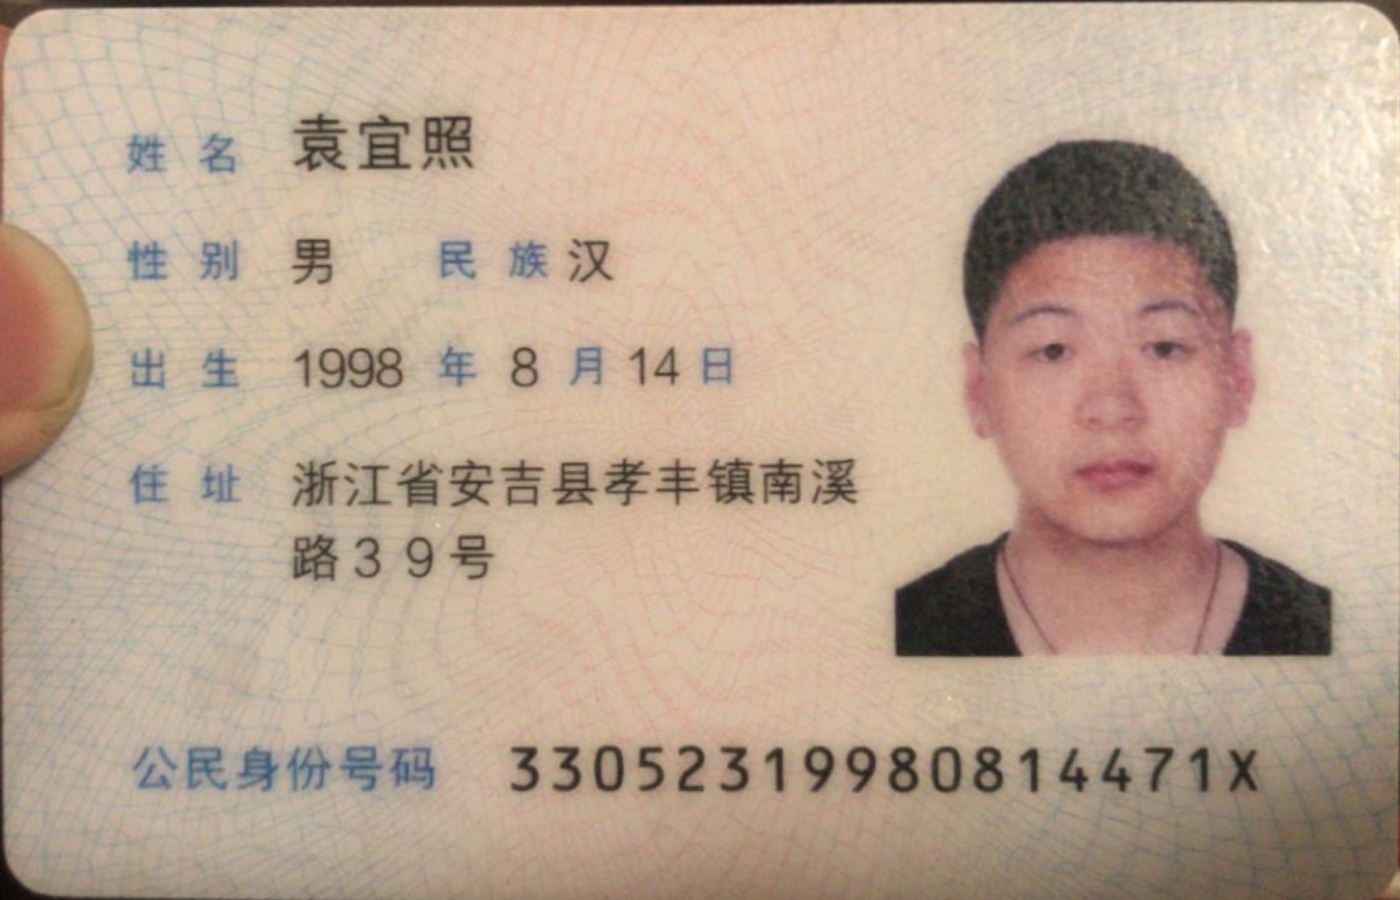 姓名 袁宜照
性别 男 民族 汉
出生 1998 年 8 月 14 日
住址 浙江省安吉县孝丰镇南溪
路39号
公民身份号码 33052319980814471X